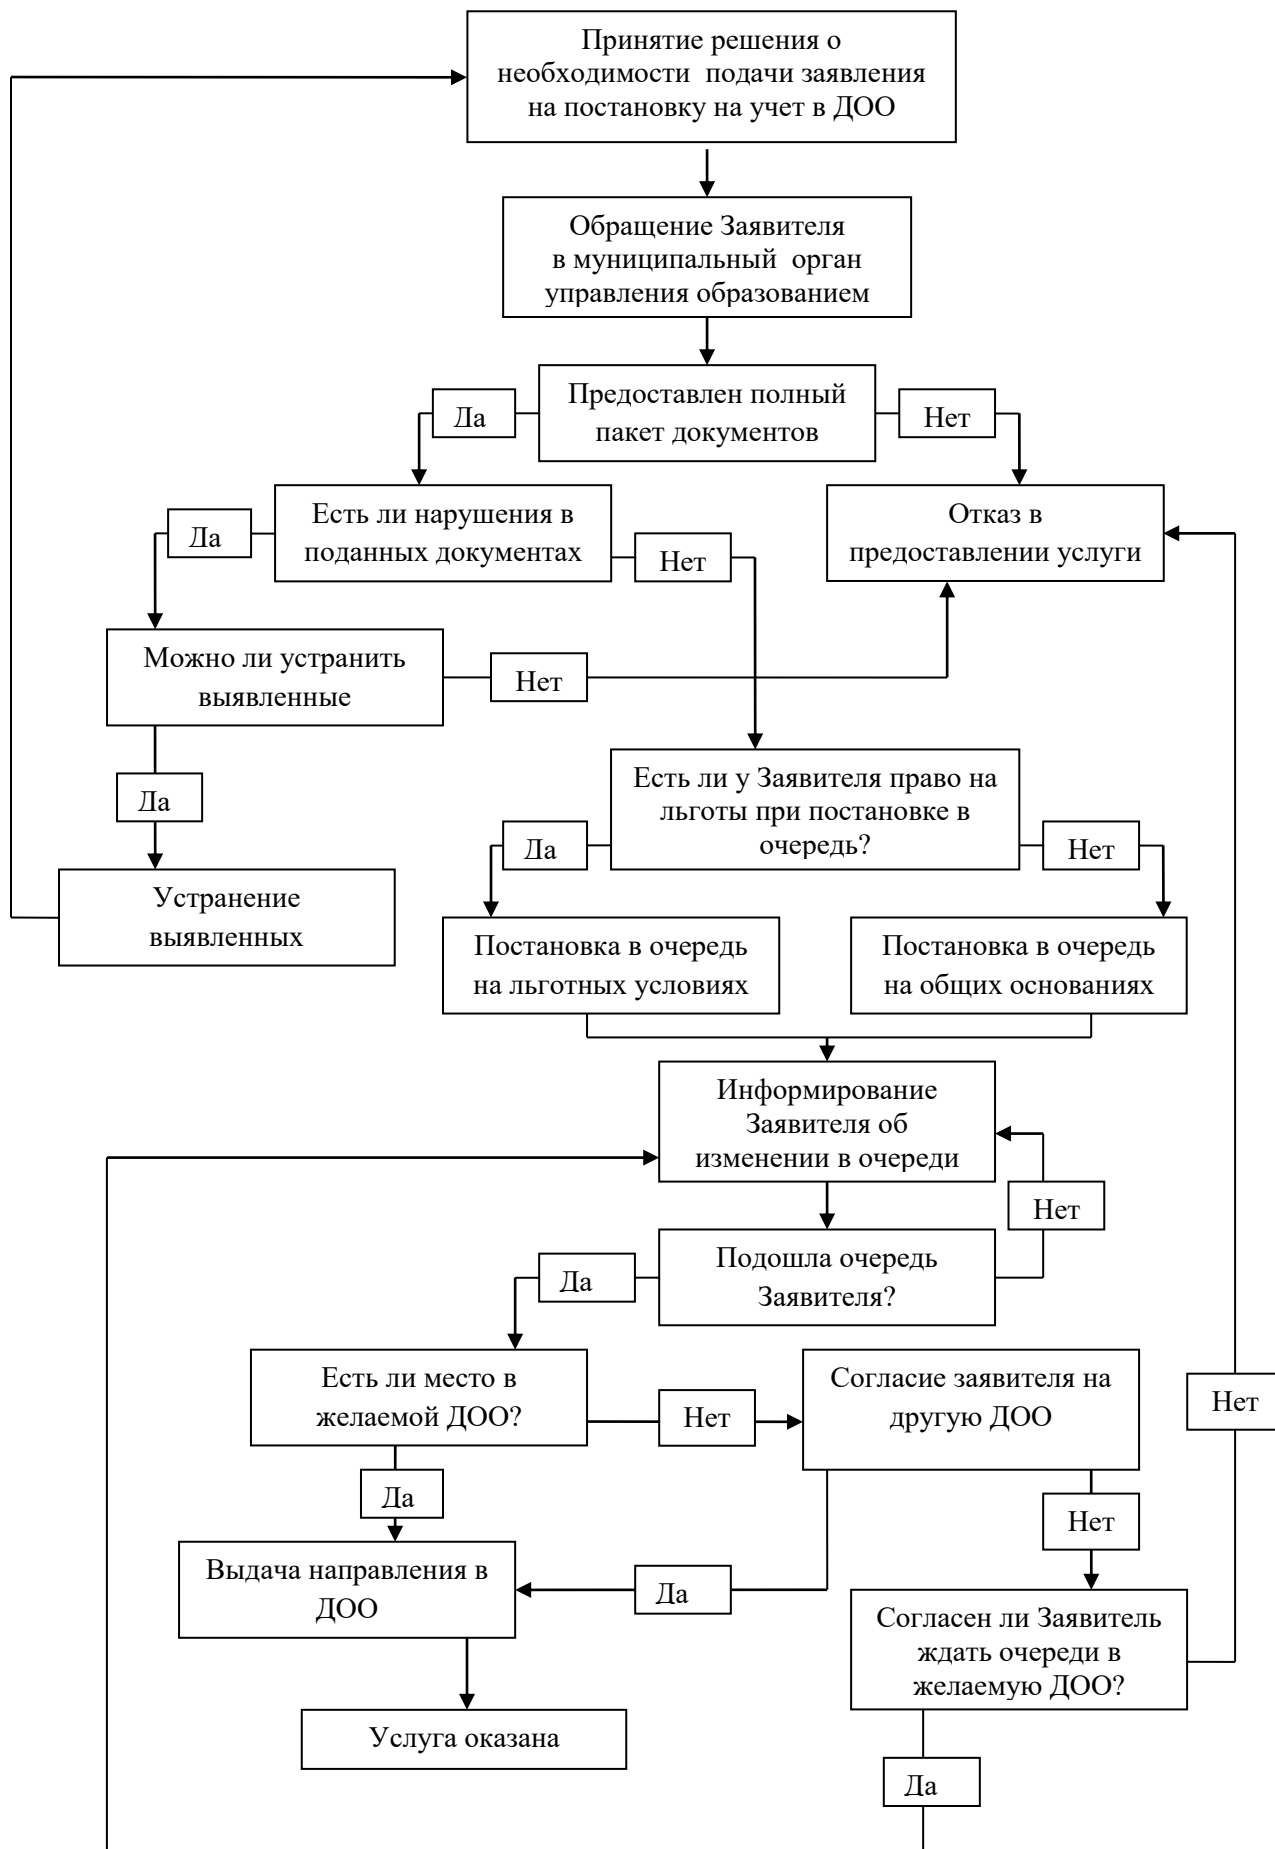 Принятие решения о
необходимости подачи заявления
на постановку на учет в ДОО
Обращение Заявителя
в муниципальный орган
управления образованием
Предоставлен полный
пакет документов
Да
Нет
Есть ли нарушения в
поданных документах
Отказ в
предоставлении услуги
Да
Нет
Можно ли устранить
выявленные
Нет
Да
Есть ли у Заявителя право на
льготы при постановке в
очередь?
Да
Нет
Устранение
выявленных
Постановка в очередь
на льготных условиях
Постановка в очередь
на общих основаниях
Информирование
Заявителя об
изменении в очереди
Нет
Подошла очередь
Заявителя?
Да
Есть ли место в
желаемой ДОО?
Нет
Согласие заявителя на
другую ДОО
Нет
Да
Нет
Выдача направления в
ДОО
Да
Согласен ли Заявитель
ждать очереди в
желаемую ДОО?
Услуга оказана
Да